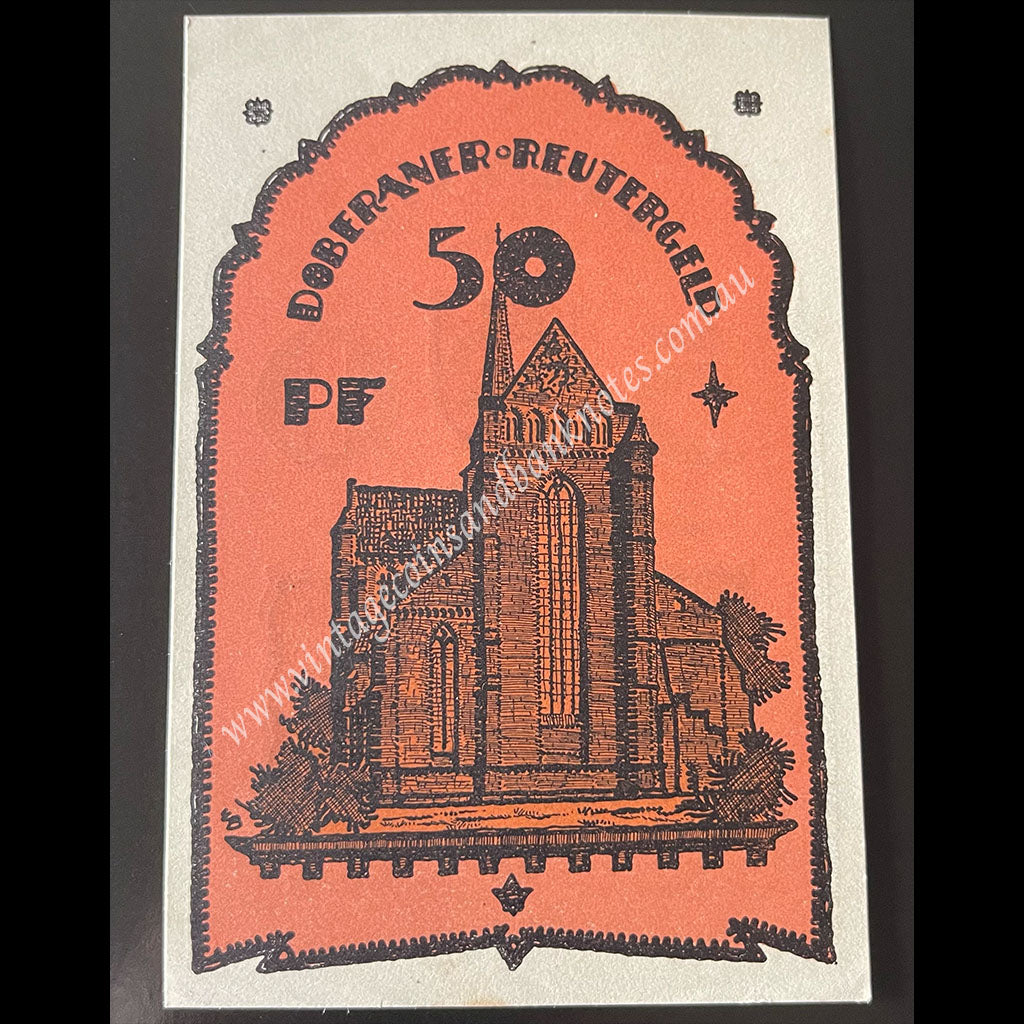 DOBERANER · REUTERGELD
50
PF
www.vintagecoinsandbanknotes.com.au